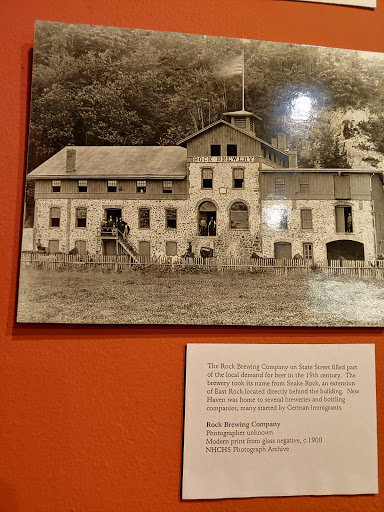 ROCK BREWERY
The Rock Brewing Company on State Street filled part
of the local demand for beer in the 19th century. The
brewery took its name from Snake Rock, an extension
of East Rock located directly behind the building. New
Haven was home to several breweries and bottling
companies, many started by German immigrants.
Rock Brewing Company
Photographer unknown
Modern print from glass negative, c.1900
NHCHS Photograph Archive